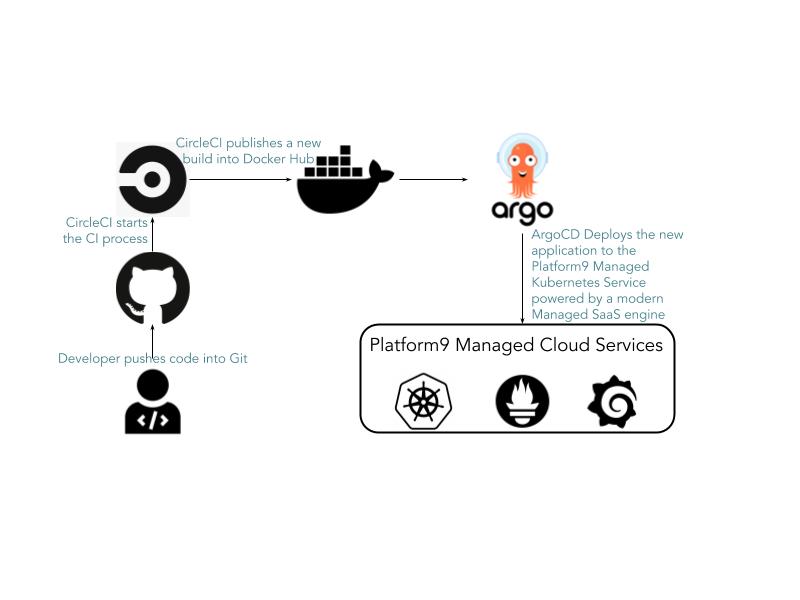 CircleCI publishes a new
build into Docker Hub
argo
CircleCI starts
the CI process
ArgoCD Deploys the new
application to the
Platform9 Managed
Kubernetes Service
powered by a modern
Managed SaaS engine
Developer pushes code into Git
Platform9 Managed Cloud Services
</>